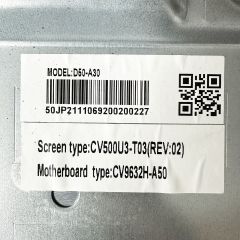 MODEL:D50-A30
50JP2111069200200227
Screen type:CV500U3-T03(REV:02)
Motherboard type:CV9632H-A50